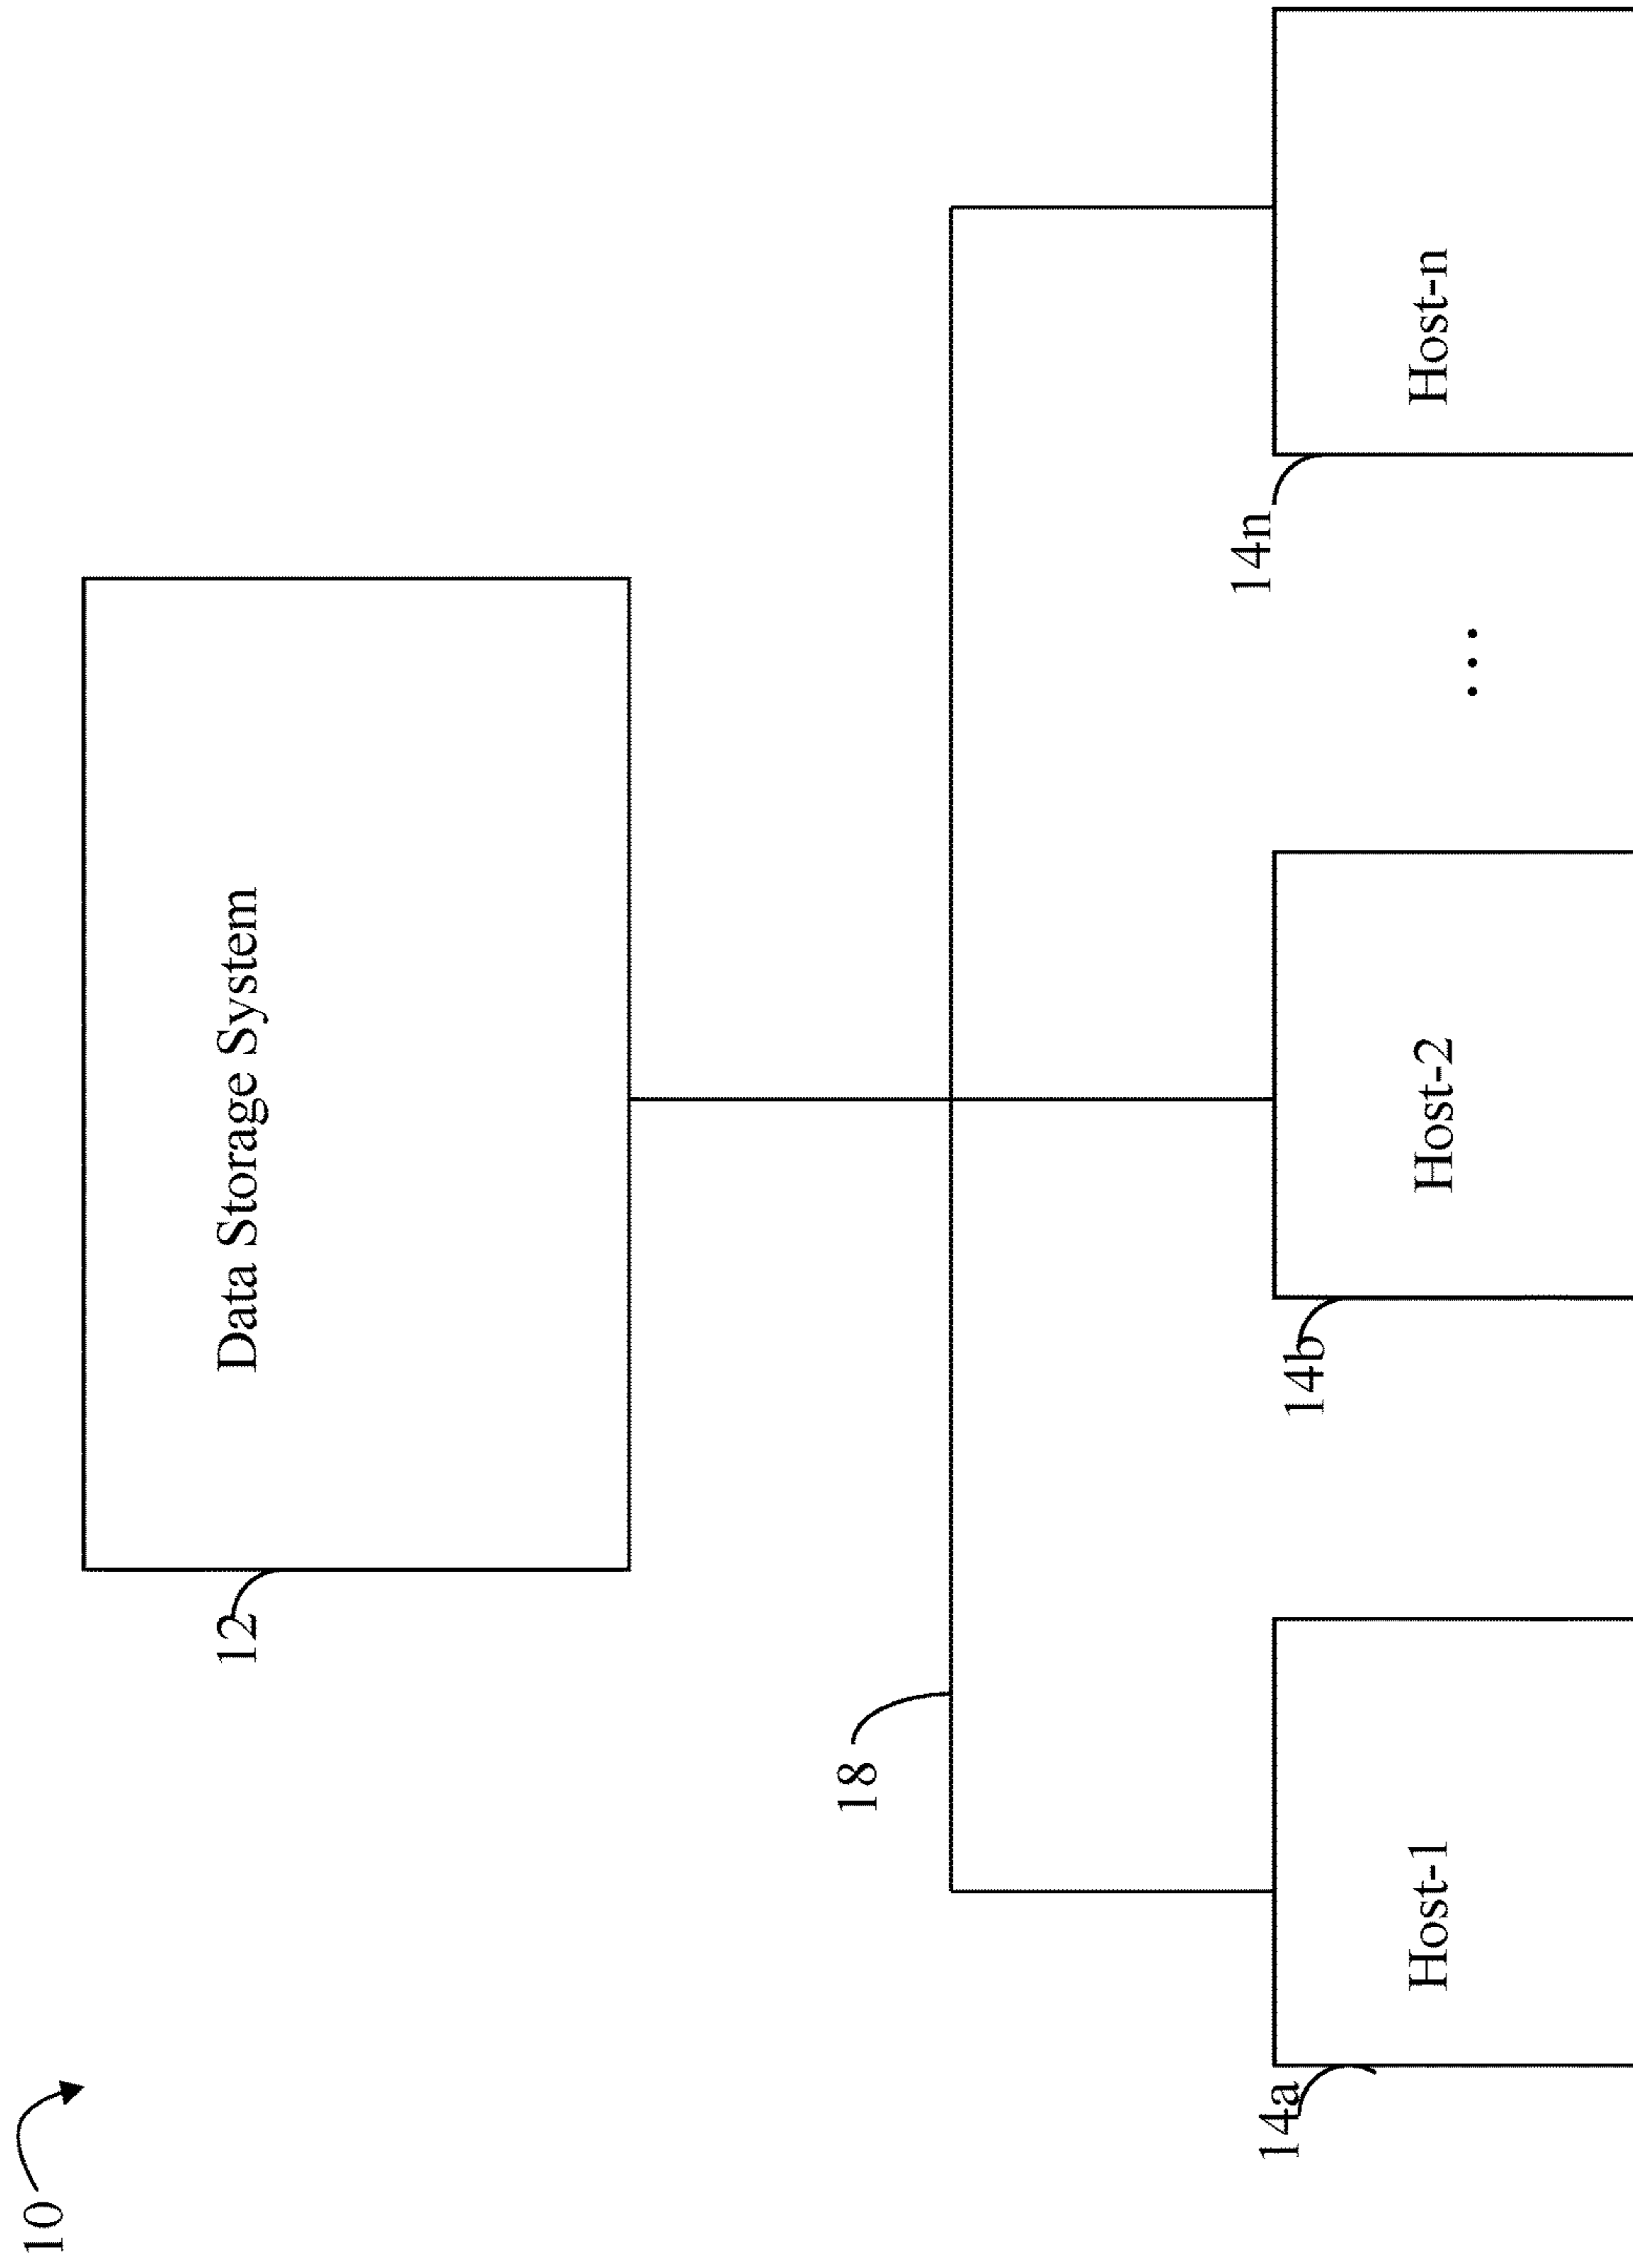 10
Data Storage System
12
18
Host-1
Host-2
Host-n
14a
14b
14n
...